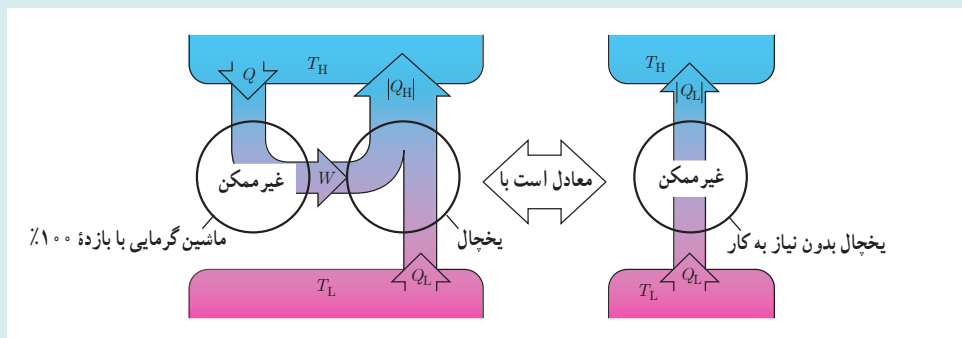 T_H
T_H
Q
|Q_H|
|Q_L|
غیرممکن
W
معادل است با
غیرممکن
ماشین گرمایی با بازدهٔ ۱۰۰٪
یخچال
یخچال بدون نیاز به کار
T_L
Q_L
T_L
Q_L